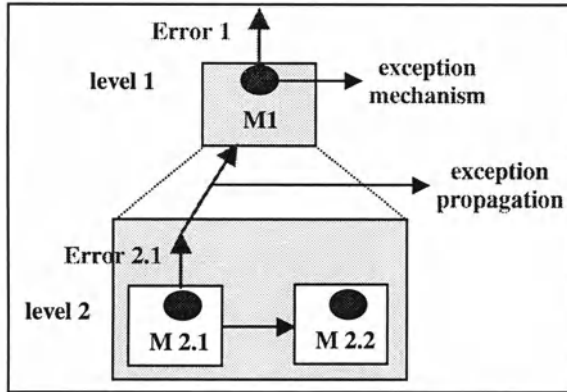 Error 1
level 1
exception
mechanism
M1
exception
propagation
Error 2.1
level 2
M 2.1
M 2.2